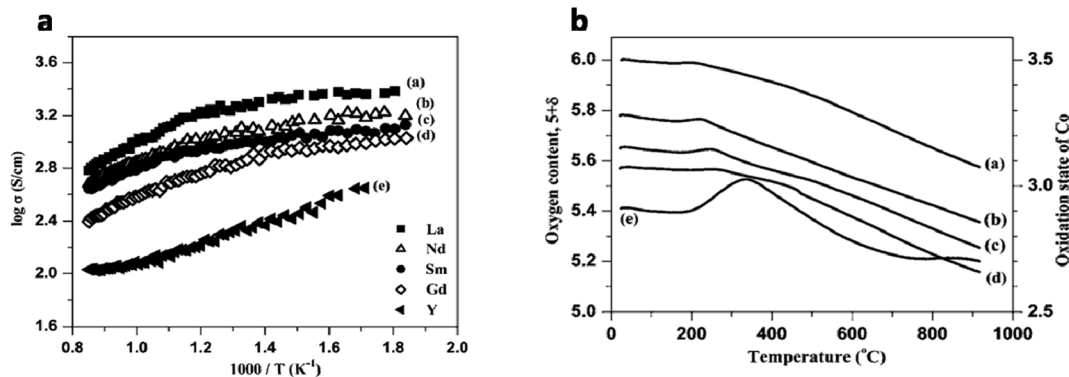 a
log σ (S/cm)
3.6
3.2
2.8
2.4
2.0
1.6
0.8
1.0
1.2
1.4
1.6
1.8
2.0
1000 / T (K⁻¹)
(a)
(b)
(c)
(d)
(e)
La
Nd
Sm
Gd
Y
b
Oxygen content, 5+δ
6.0
5.8
5.6
5.4
5.2
5.0
0
200
400
600
800
1000
Temperature (°C)
(a)
(b)
(c)
(d)
(e)
3.5
3.0
2.5
Oxidation state of Co